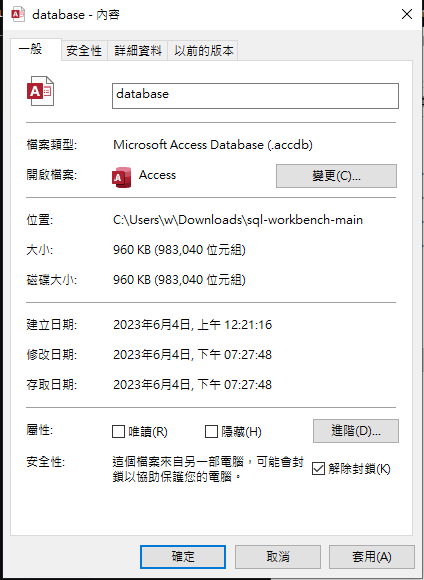 database - 內容
一般 安全性 詳細資料 以前的版本
database
檔案類型: Microsoft Access Database (.accdb)
開啟檔案: Access 變更(C)...
位置: C:\Users\w\Downloads\sql-workbench-main
大小: 960 KB (983,040 位元組)
磁碟大小: 960 KB (983,040 位元組)
建立日期: 2023年6月4日, 上午 12:21:16
修改日期: 2023年6月4日, 下午 07:27:48
存取日期: 2023年6月4日, 下午 07:27:48
屬性: 唯讀(R) 隱藏(H) 進階(D)...
安全性: 這個檔案來自另一部電腦，可能會封
鎖以協助保護您的電腦。 解除封鎖(K)
確定 取消 套用(A)